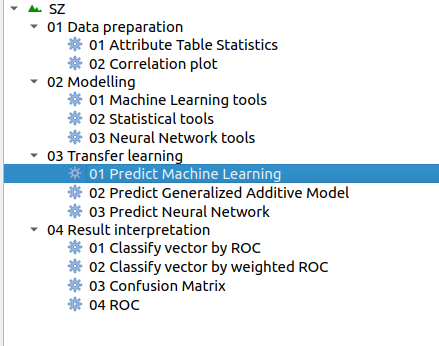 SZ
01 Data preparation
01 Attribute Table Statistics
02 Correlation plot
02 Modelling
01 Machine Learning tools
02 Statistical tools
03 Neural Network tools
03 Transfer learning
01 Predict Machine Learning
02 Predict Generalized Additive Model
03 Predict Neural Network
04 Result interpretation
01 Classify vector by ROC
02 Classify vector by weighted ROC
03 Confusion Matrix
04 ROC